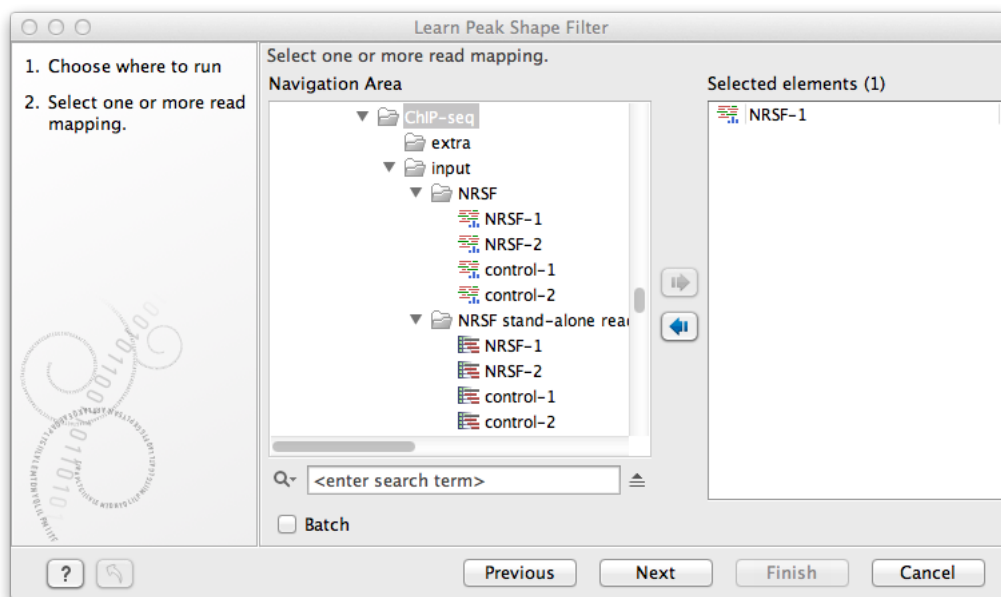 Learn Peak Shape Filter
1. Choose where to run
2. Select one or more read
mapping.
Select one or more read mapping.
Navigation Area
ChIP-seq
extra
input
NRSF
NRSF-1
NRSF-2
control-1
control-2
NRSF stand-alone
NRSF-1
NRSF-2
control-1
control-2
<enter search term>
Batch
Selected elements (1)
NRSF-1
?
Previous
Next
Finish
Cancel